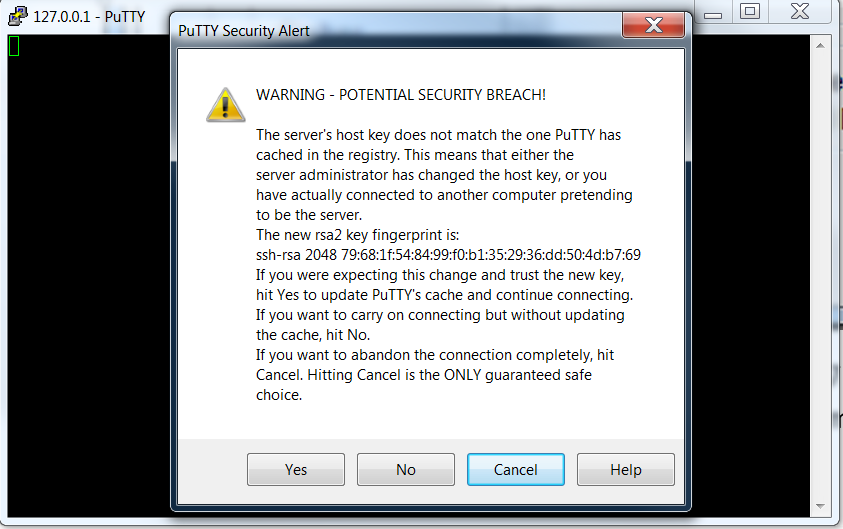 127.0.0.1 - PuTTY
PuTTY Security Alert
WARNING - POTENTIAL SECURITY BREACH!
The server's host key does not match the one PuTTY has
cached in the registry. This means that either the
server administrator has changed the host key, or you
have actually connected to another computer pretending
to be the server.
The new rsa2 key fingerprint is:
ssh-rsa 2048 79:68:1f:54:84:99:f0:b1:35:29:36:dd:50:4d:b7:69
If you were expecting this change and trust the new key,
hit Yes to update PuTTY's cache and continue connecting.
If you want to carry on connecting but without updating
the cache, hit No.
If you want to abandon the connection completely, hit
Cancel. Hitting Cancel is the ONLY guaranteed safe
choice.
Yes No Cancel Help